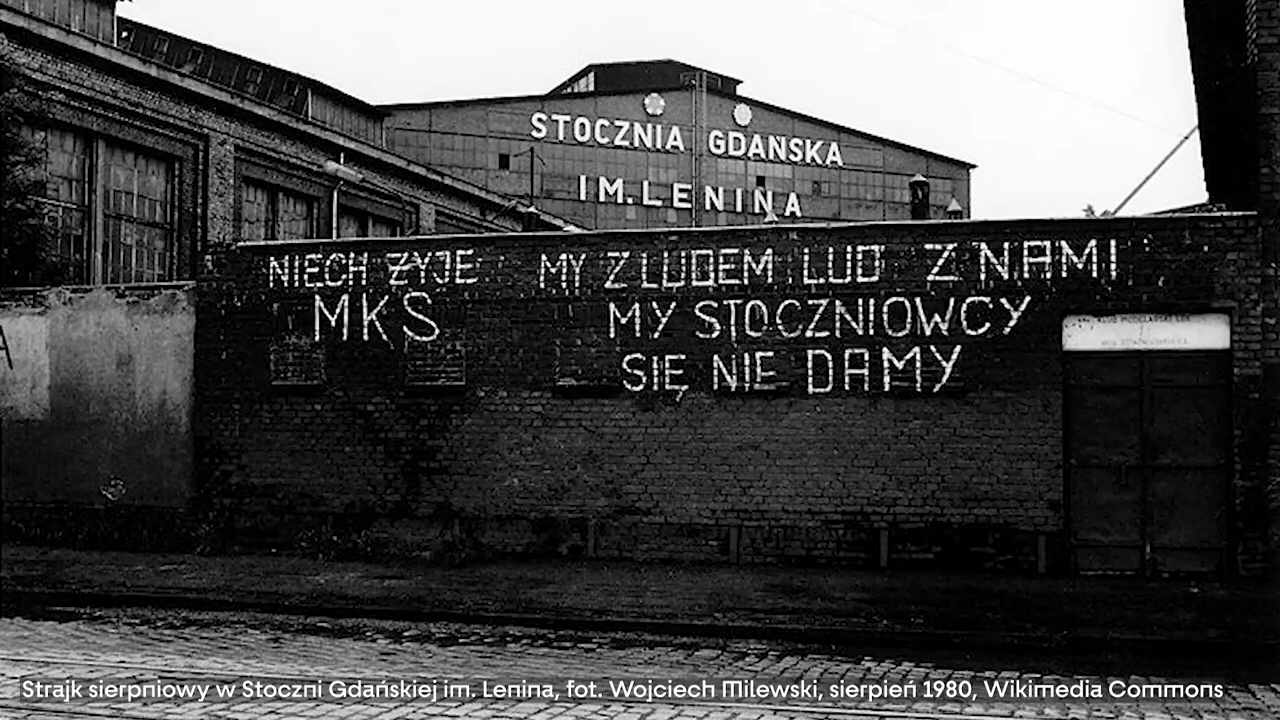 STOCZNIA GDAŃSKA
IM. LENINA
NIECH ŻYJE
MKS
MY Z LUDEM LUD Z NAMI
MY STOCZNIOWCY
SIĘ NIE DAMY
Strajk sierpniowy w Stoczni Gdańskiej im. Lenina, fot. Wojciech Milewski, sierpień 1980, Wikimedia Commons